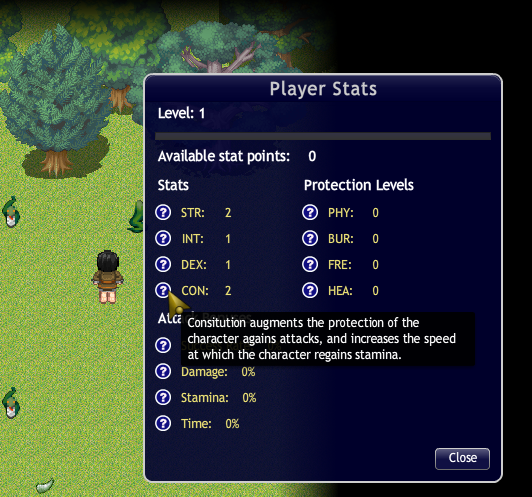 Player Stats
Level: 1
Available stat points: 0
Stats Protection Levels
? STR: 2 ? PHY: 0
? INT: 1 ? BUR: 0
? DEX: 1 ? FRE: 0
? CON: 2 ? HEA: 0
Consitution augments the protection of the
character agains attacks, and increases the speed
at which the character regains stamina.
?
? Damage: 0%
? Stamina: 0%
? Time: 0%
Close